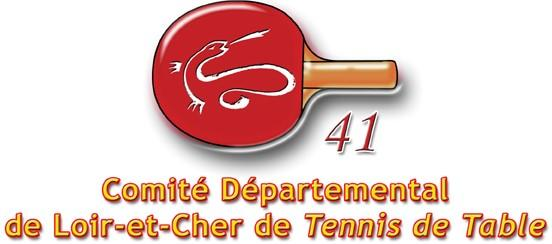 41
Comité Départemental
de Loir-et-Cher de Tennis de Table